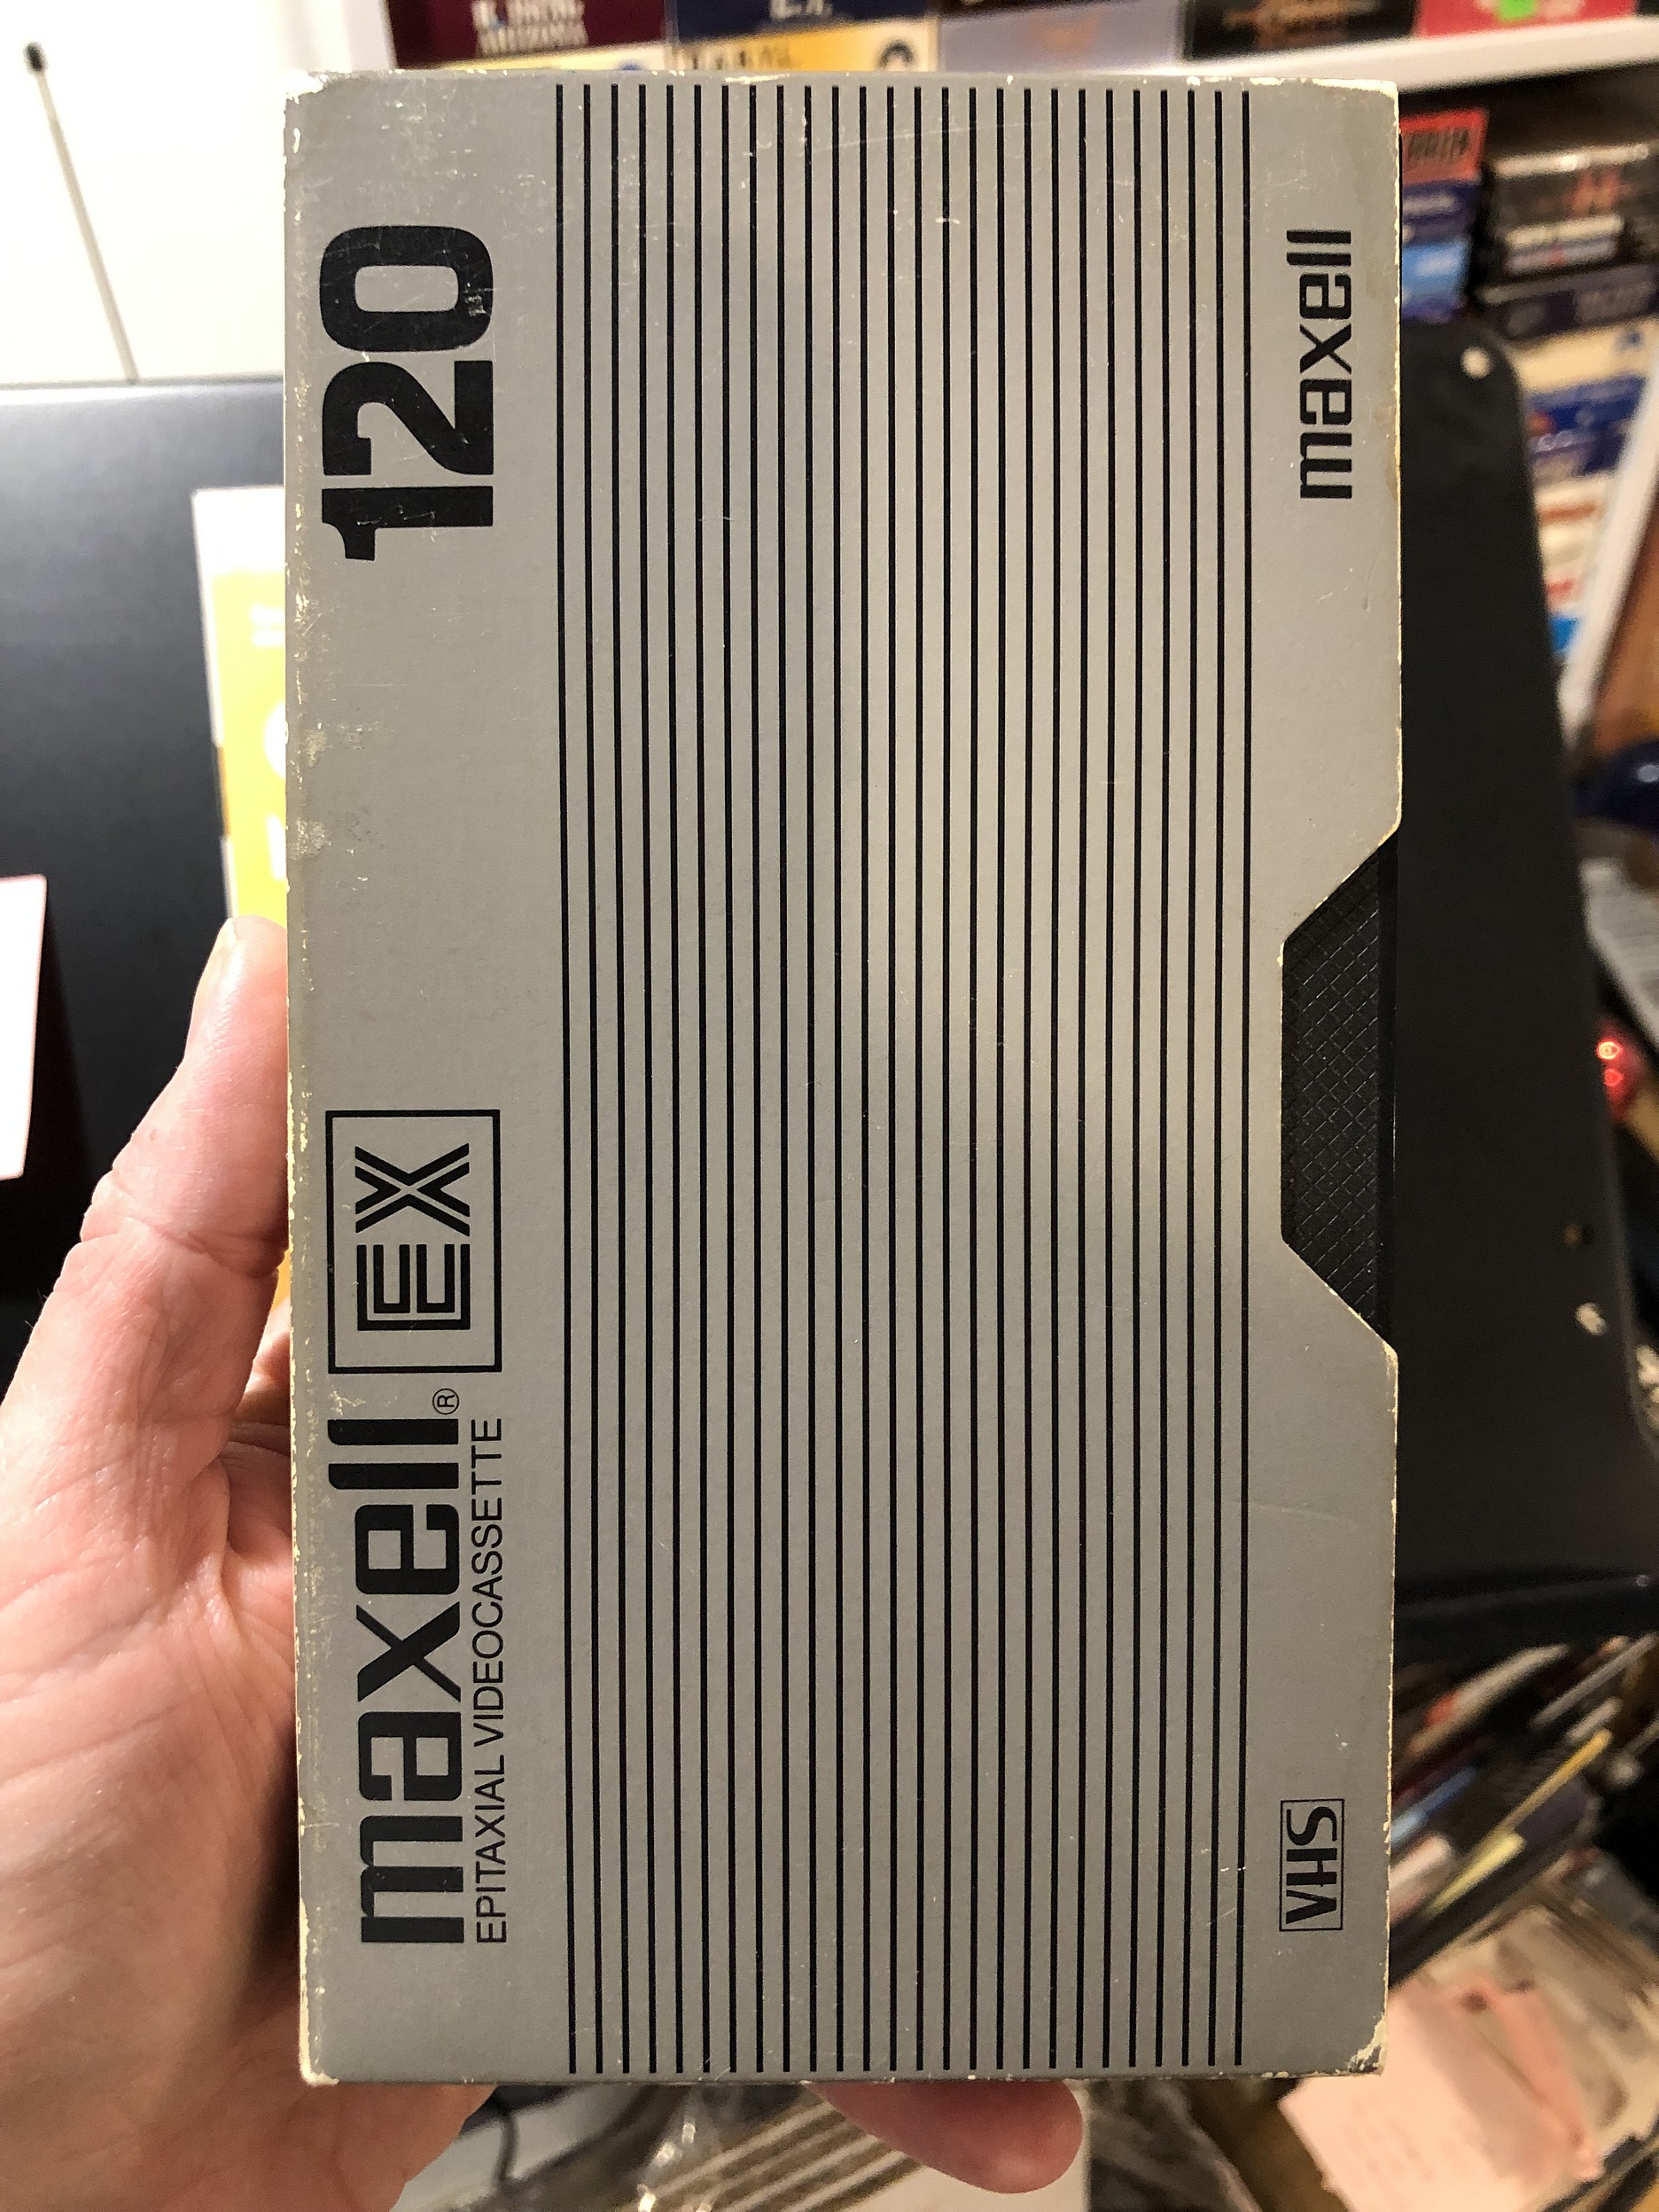 maxell® EX 120
EPITAXIAL VIDEOCASSETTE
VHS maxell